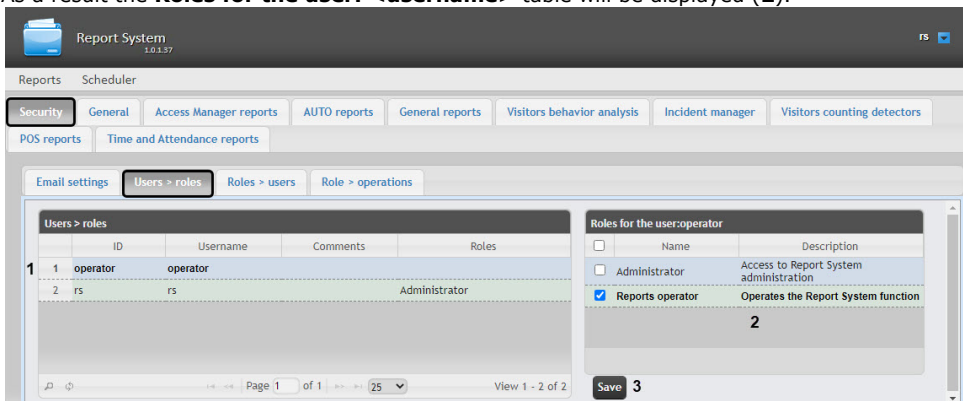 As a result the Roles for the user: <username> table will be displayed (2).
Report System
1.0.1.37
rs
Reports Scheduler
Security General Access Manager reports AUTO reports General reports Visitors behavior analysis Incident manager Visitors counting detectors
POS reports Time and Attendance reports
Email settings Users > roles Roles > users Role > operations
Users > roles
ID Username Comments Roles
1 1 operator operator
2 rs rs Administrator
Page 1 of 1 25 View 1 - 2 of 2
Roles for the user:operator
Name Description
Administrator Access to Report System
administration
Reports operator Operates the Report System function
2
Save 3